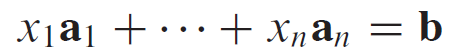 x₁a₁ + ··· + xₙaₙ = b